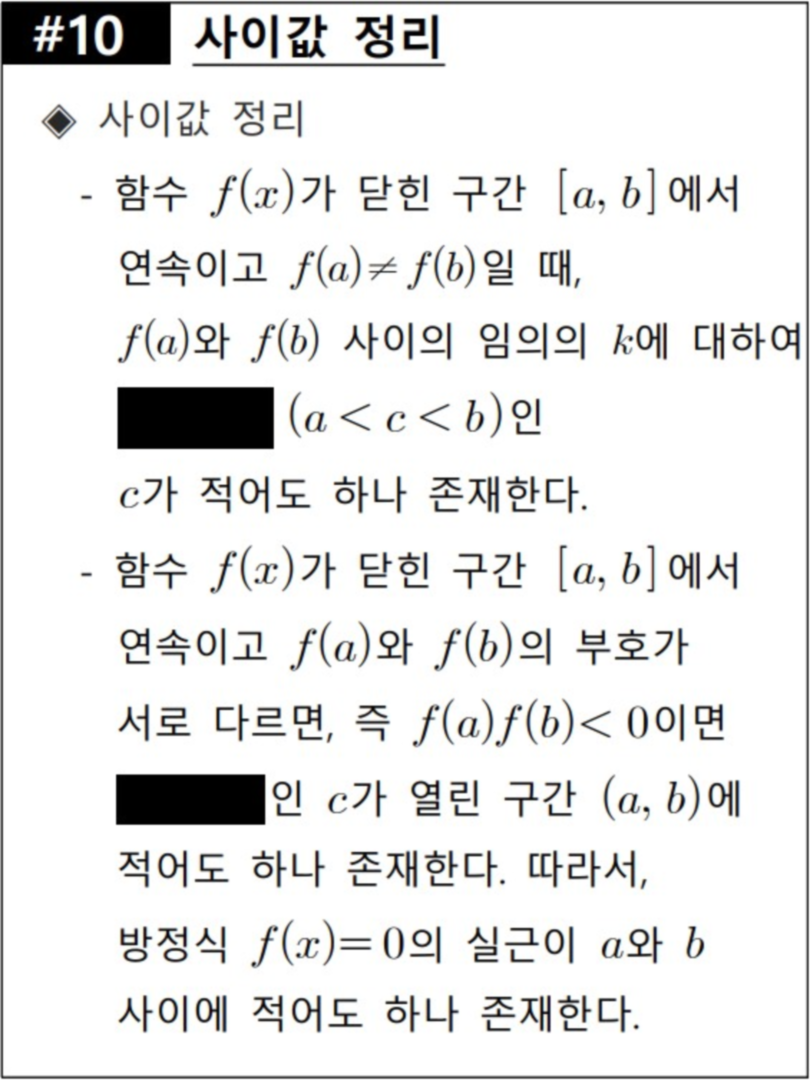 #10 사이값 정리
◈ 사이값 정리
- 함수 f(x)가 닫힌 구간 [a, b]에서
연속이고 f(a)≠f(b)일 때,
f(a)와 f(b) 사이의 임의의 k에 대하여
(a < c < b)인
c가 적어도 하나 존재한다.
- 함수 f(x)가 닫힌 구간 [a, b]에서
연속이고 f(a)와 f(b)의 부호가
서로 다르면, 즉 f(a)f(b)< 0이면
인 c가 열린 구간 (a, b)에
적어도 하나 존재한다. 따라서,
방정식 f(x)=0의 실근이 a와 b
사이에 적어도 하나 존재한다.